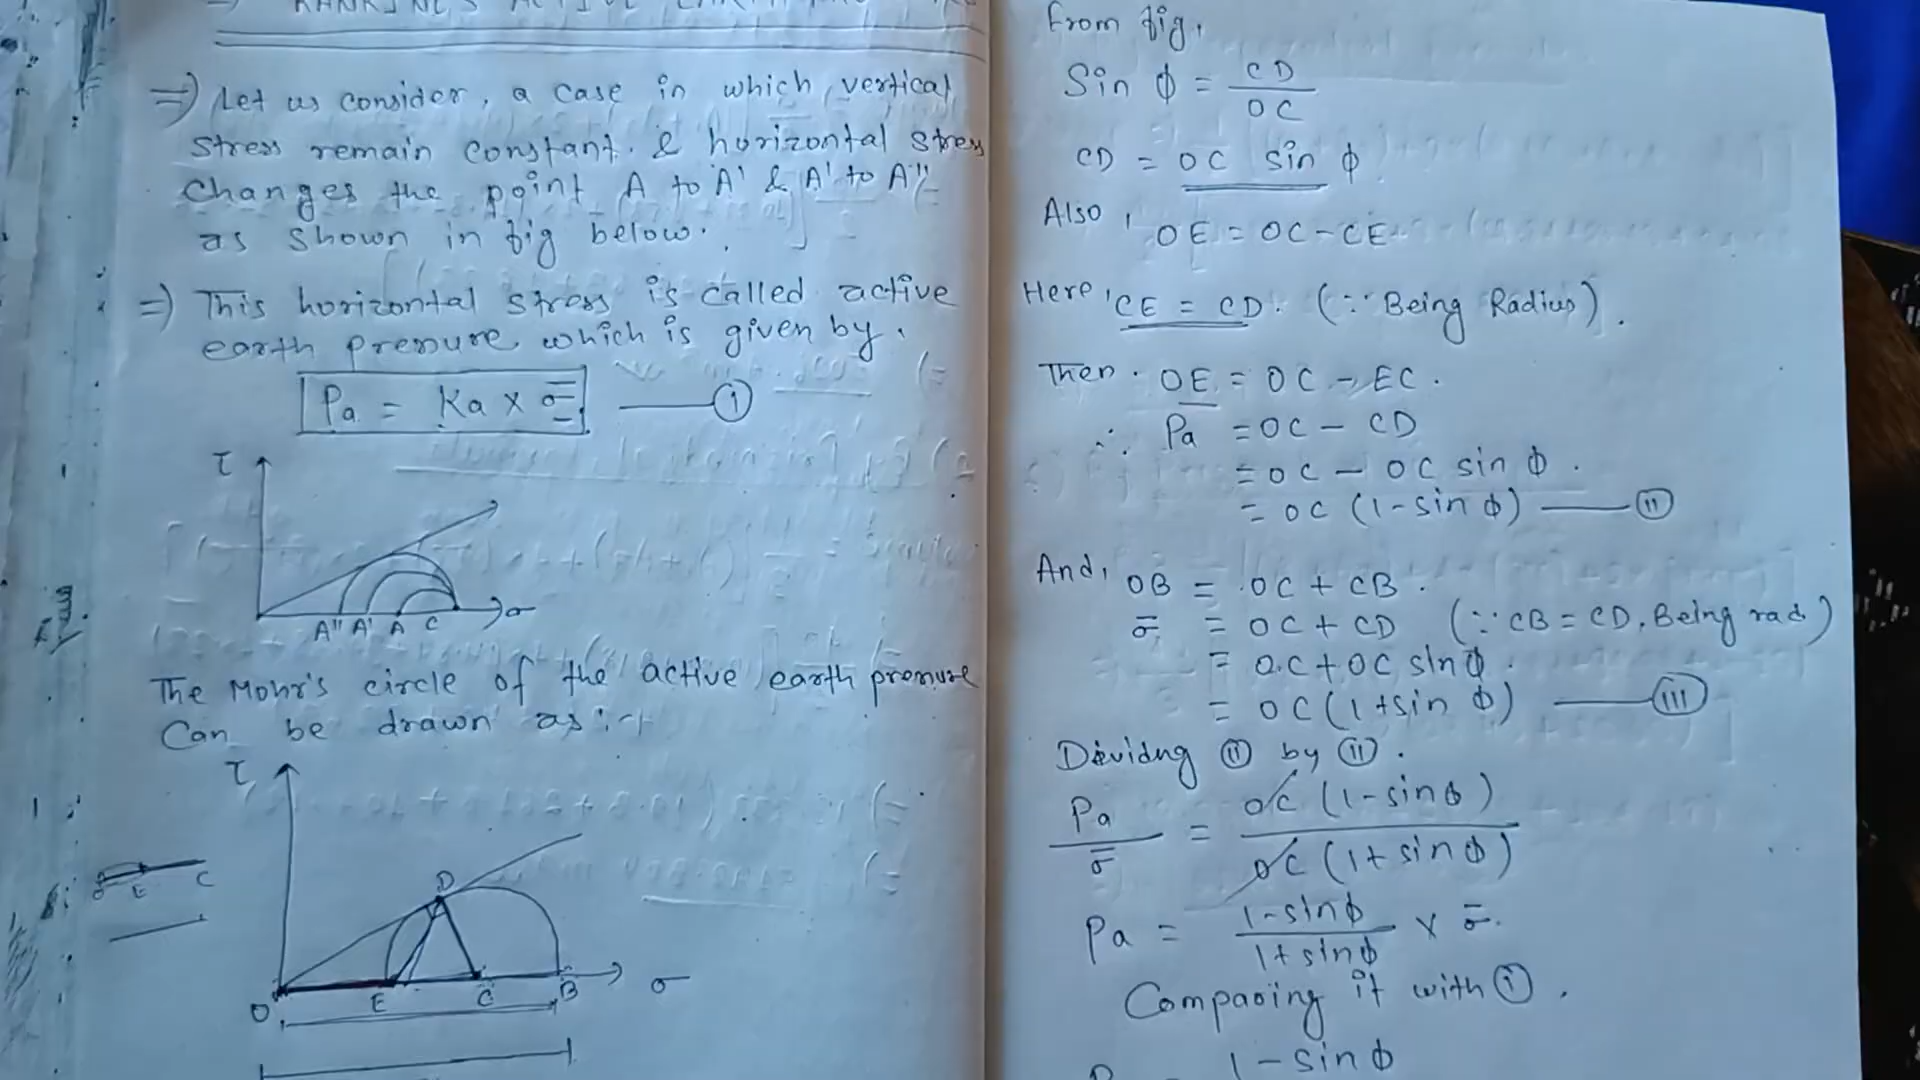 =) RANKINE'S ACTIVE EARTH
=) Let us consider, a case in which vertical
stress remain constant. & horizontal stress
changes the point A to A' & A' to A"
as shown in fig below.
=) This horizontal stress is called active
earth pressure which is given by.
Pa = Ka x σ̄ —— (i)
τ
A" A' A C σ
The Mohr's circle of the active earth pressure
Can be drawn as:-
τ
D
E C
O E C B σ
From fig.
Sin φ = CD / OC
CD = OC sin φ
Also, OE = OC - CE
Here, CE = CD. (∵ Being Radius).
Then. OE = OC - EC.
∴ Pa = OC - CD
= OC - OC sin φ.
= OC (1-sin φ) —— (ii)
And, OB = OC + CB.
σ̄ = OC + CD (∵ CB = CD, Being rad.)
= OC + OC sin φ.
= OC (1+sin φ) —— (iii)
Dividng (ii) by (ii).
Pa / σ̄ = OC (1-sin φ) / OC (1+ sin φ)
Pa = 1-sin φ / 1+sin φ x σ̄.
Comparing it with (i).
1 - sin φ